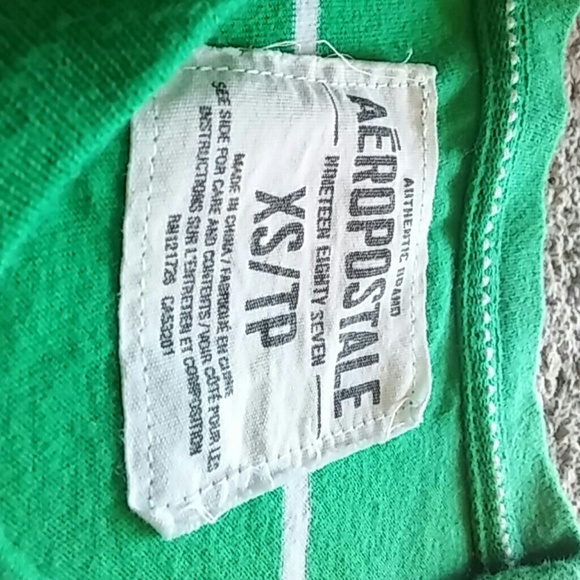 AUTHENTIC BRAND
AÉROPOSTALE
NINETEEN EIGHTY SEVEN
XS/TP
MADE IN CHINA/FABRIQUÉ EN CHINE
SEE SIDE FOR CARE AND CONTENTS/VOIR CÔTÉ POUR LES
INSTRUCTIONS SUR L'ENTRETIEN ET COMPOSITION
RN121726 CA53201